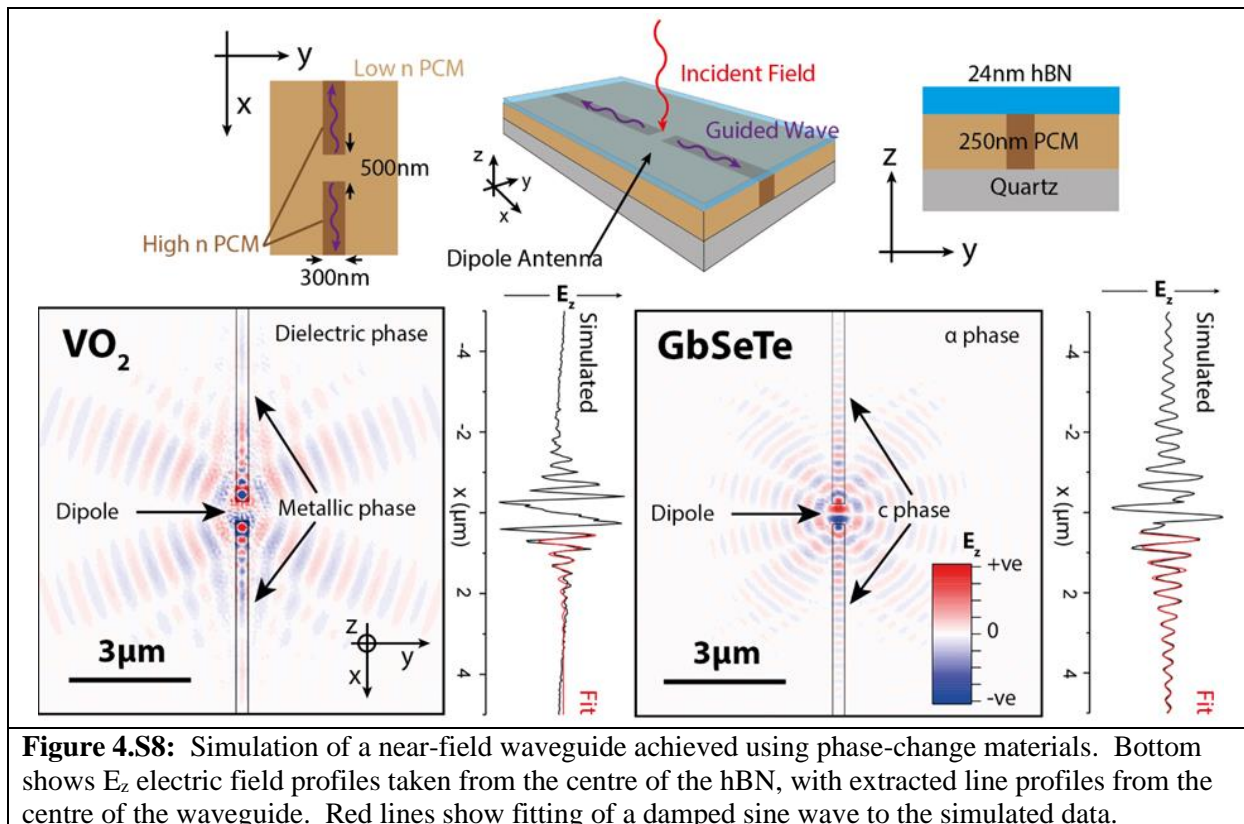 y
x
Low n PCM
500nm
High n PCM
300nm
Incident Field
Guided Wave
z
y
x
Dipole Antenna
24nm hBN
250nm PCM
Quartz
z
y
VO2
Dielectric phase
Dipole
Metallic phase
3µm
z
y
x
Ez
Simulated
-4
-2
x (µm)
2
4
Fit
GbSeTe
α phase
Dipole
c phase
3µm
Ez
+ve
0
-ve
Ez
Simulated
-4
-2
x (µm)
2
4
Fit
Figure 4.S8: Simulation of a near-field waveguide achieved using phase-change materials. Bottom
shows Ez electric field profiles taken from the centre of the hBN, with extracted line profiles from the
centre of the waveguide. Red lines show fitting of a damped sine wave to the simulated data.